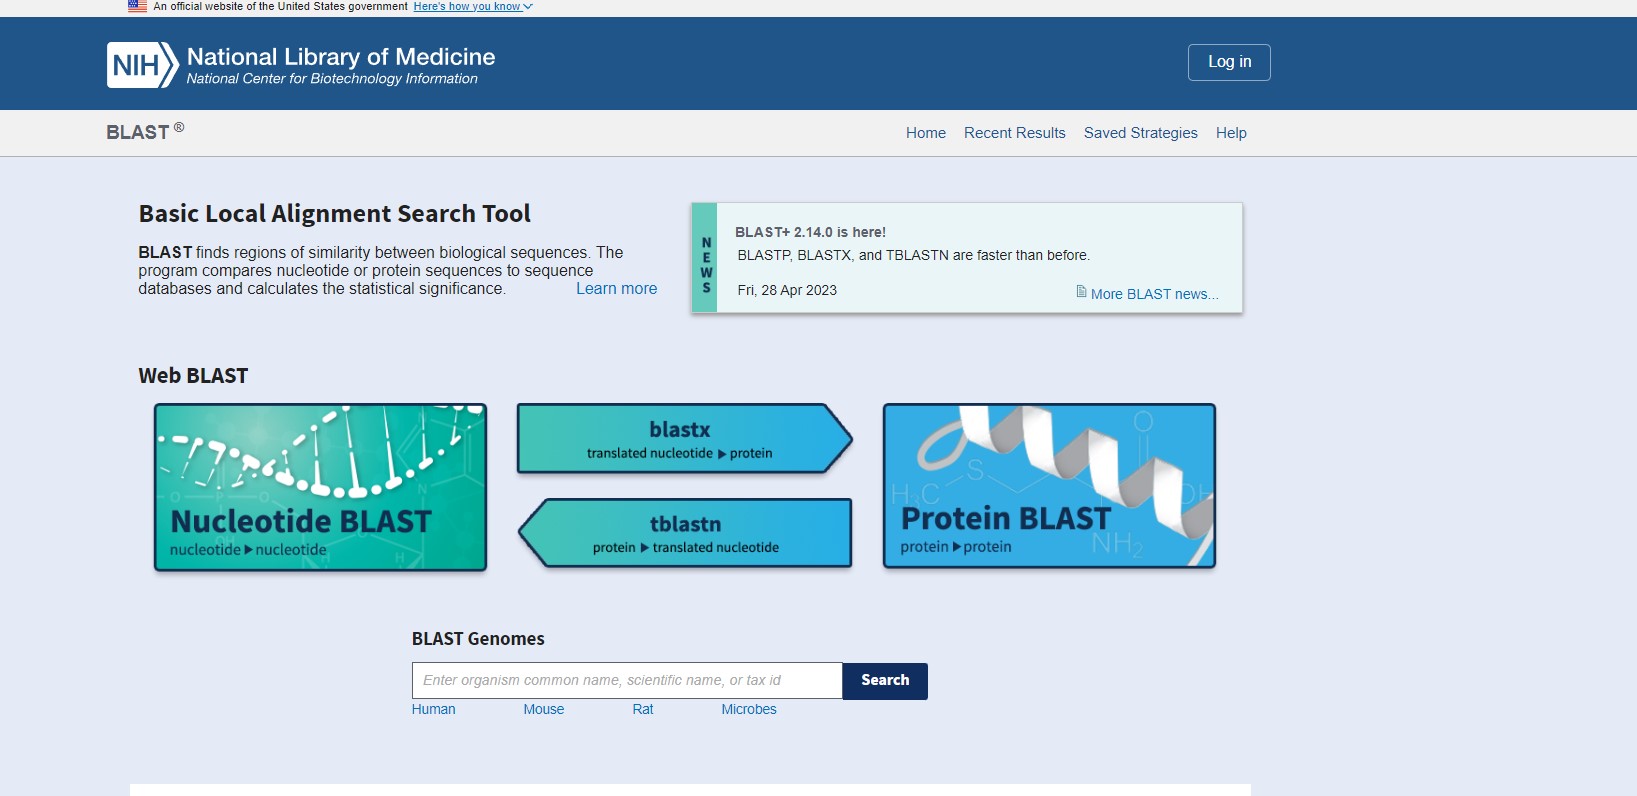 An official website of the United States government Here's how you know
NIH National Library of Medicine
National Center for Biotechnology Information
Log in
BLAST ®
Home Recent Results Saved Strategies Help
Basic Local Alignment Search Tool
BLAST finds regions of similarity between biological sequences. The
program compares nucleotide or protein sequences to sequence
databases and calculates the statistical significance. Learn more
NEWS
BLAST+ 2.14.0 is here!
BLASTP, BLASTX, and TBLASTN are faster than before.
Fri, 28 Apr 2023
More BLAST news...
Web BLAST
Nucleotide BLAST
nucleotide ▶ nucleotide
blastx
translated nucleotide ▶ protein
tblastn
protein ▶ translated nucleotide
O
S
H₃C
OH
NH₂
Protein BLAST
protein ▶ protein
BLAST Genomes
Enter organism common name, scientific name, or tax id
Search
Human Mouse Rat Microbes